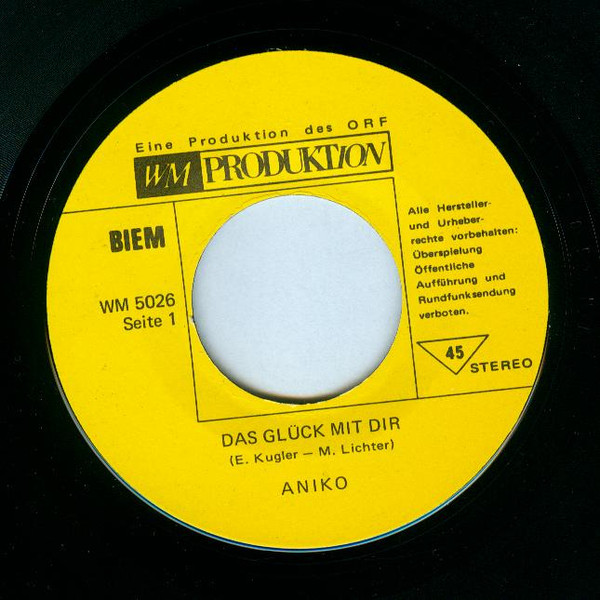 Eine Produktion des ORF
WM PRODUKTION
BIEM
WM 5026
Seite 1
Alle Hersteller-
und Urheber-
rechte vorbehalten:
Überspielung
Öffentliche
Aufführung und
Rundfunksendung
verboten.
45
STEREO
DAS GLÜCK MIT DIR
(E. Kugler — M. Lichter)
ANIKO